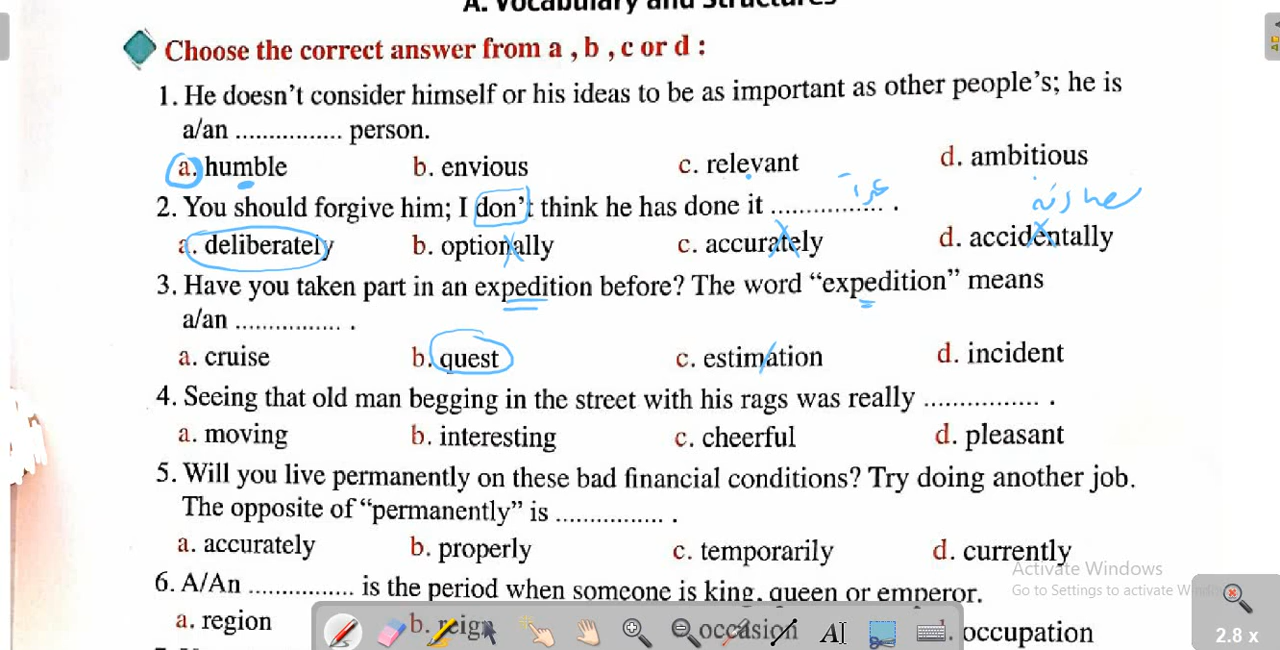 A. Vocabulary and Structures
Choose the correct answer from a , b , c or d :
1. He doesn't consider himself or his ideas to be as important as other people's; he is
a/an ................ person.
a. humble b. envious c. relevant d. ambitious
2. You should forgive him; I don't think he has done it ................ .
a. deliberately b. optionally c. accurately d. accidentally
3. Have you taken part in an expedition before? The word “expedition” means
a/an ................ .
a. cruise b. quest c. estimation d. incident
4. Seeing that old man begging in the street with his rags was really ................ .
a. moving b. interesting c. cheerful d. pleasant
5. Will you live permanently on these bad financial conditions? Try doing another job.
The opposite of “permanently” is ................ .
a. accurately b. properly c. temporarily d. currently
Activate Windows
6. A/An ................ is the period when someone is king, queen or emperor.
Go to Settings to activate
a. region b. reign occasion d. occupation
AI
2.8 x